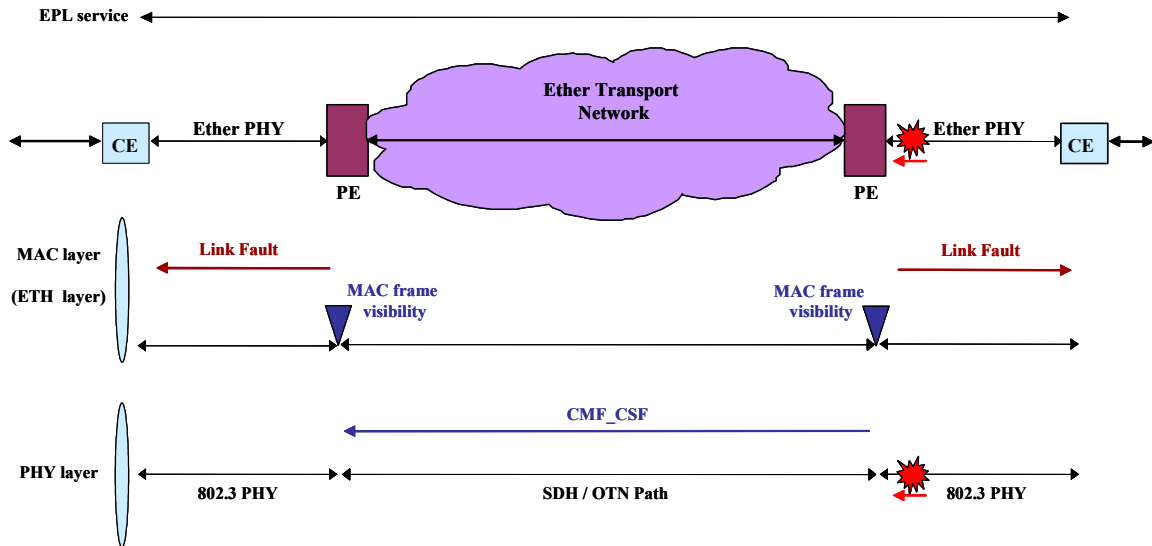 EPL service
Ether Transport
Network
Ether PHY
Ether PHY
CE
CE
PE
PE
MAC layer
(ETH layer)
Link Fault
Link Fault
MAC frame
visibility
MAC frame
visibility
CMF_CSF
PHY layer
802.3 PHY
SDH / OTN Path
802.3 PHY